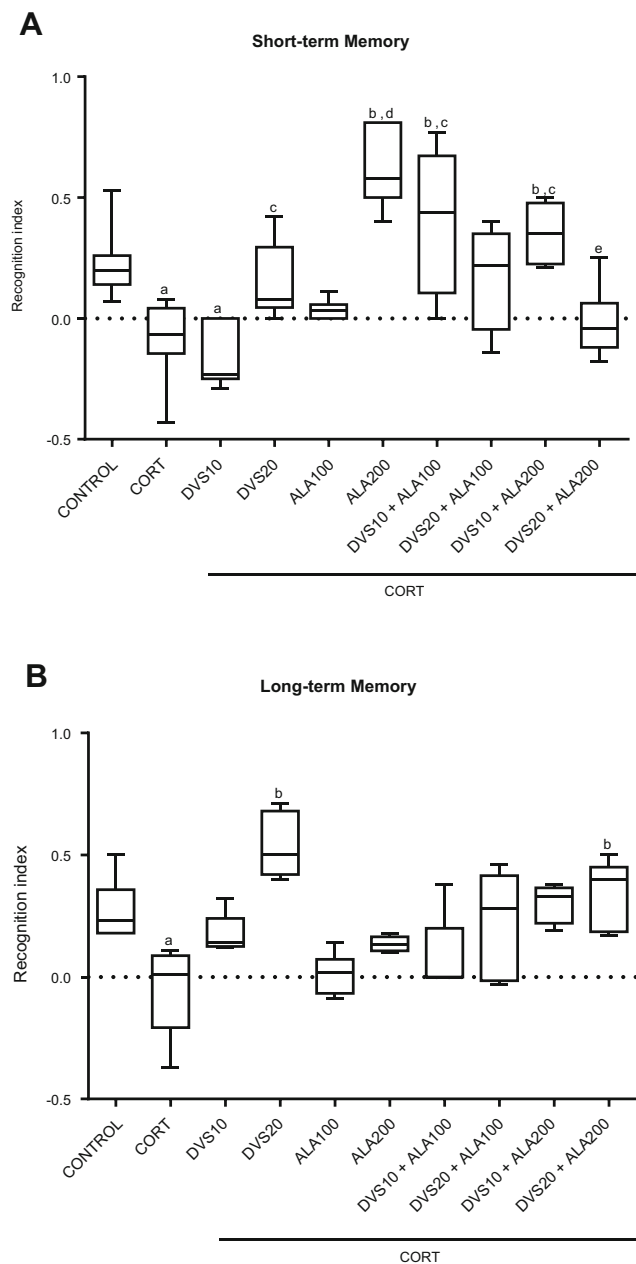 A
Short-term Memory
1.0
0.5
0.0
-0.5
Recognition index
a
a
c
b ,d
b ,c
b ,c
e
CONTROL
CORT
DVS10
DVS20
ALA100
ALA200
DVS10 + ALA100
DVS20 + ALA100
DVS10 + ALA200
DVS20 + ALA200
CORT
B
Long-term Memory
1.0
0.5
0.0
-0.5
Recognition index
a
b
b
CONTROL
CORT
DVS10
DVS20
ALA100
ALA200
DVS10 + ALA100
DVS20 + ALA100
DVS10 + ALA200
DVS20 + ALA200
CORT